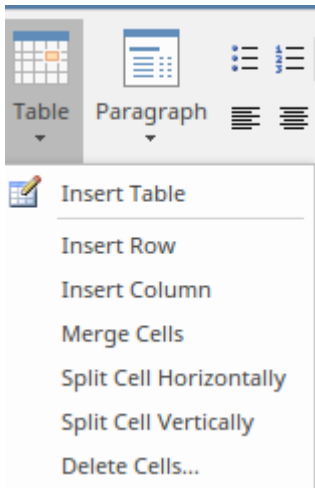 Table Paragraph
Insert Table
Insert Row
Insert Column
Merge Cells
Split Cell Horizontally
Split Cell Vertically
Delete Cells...